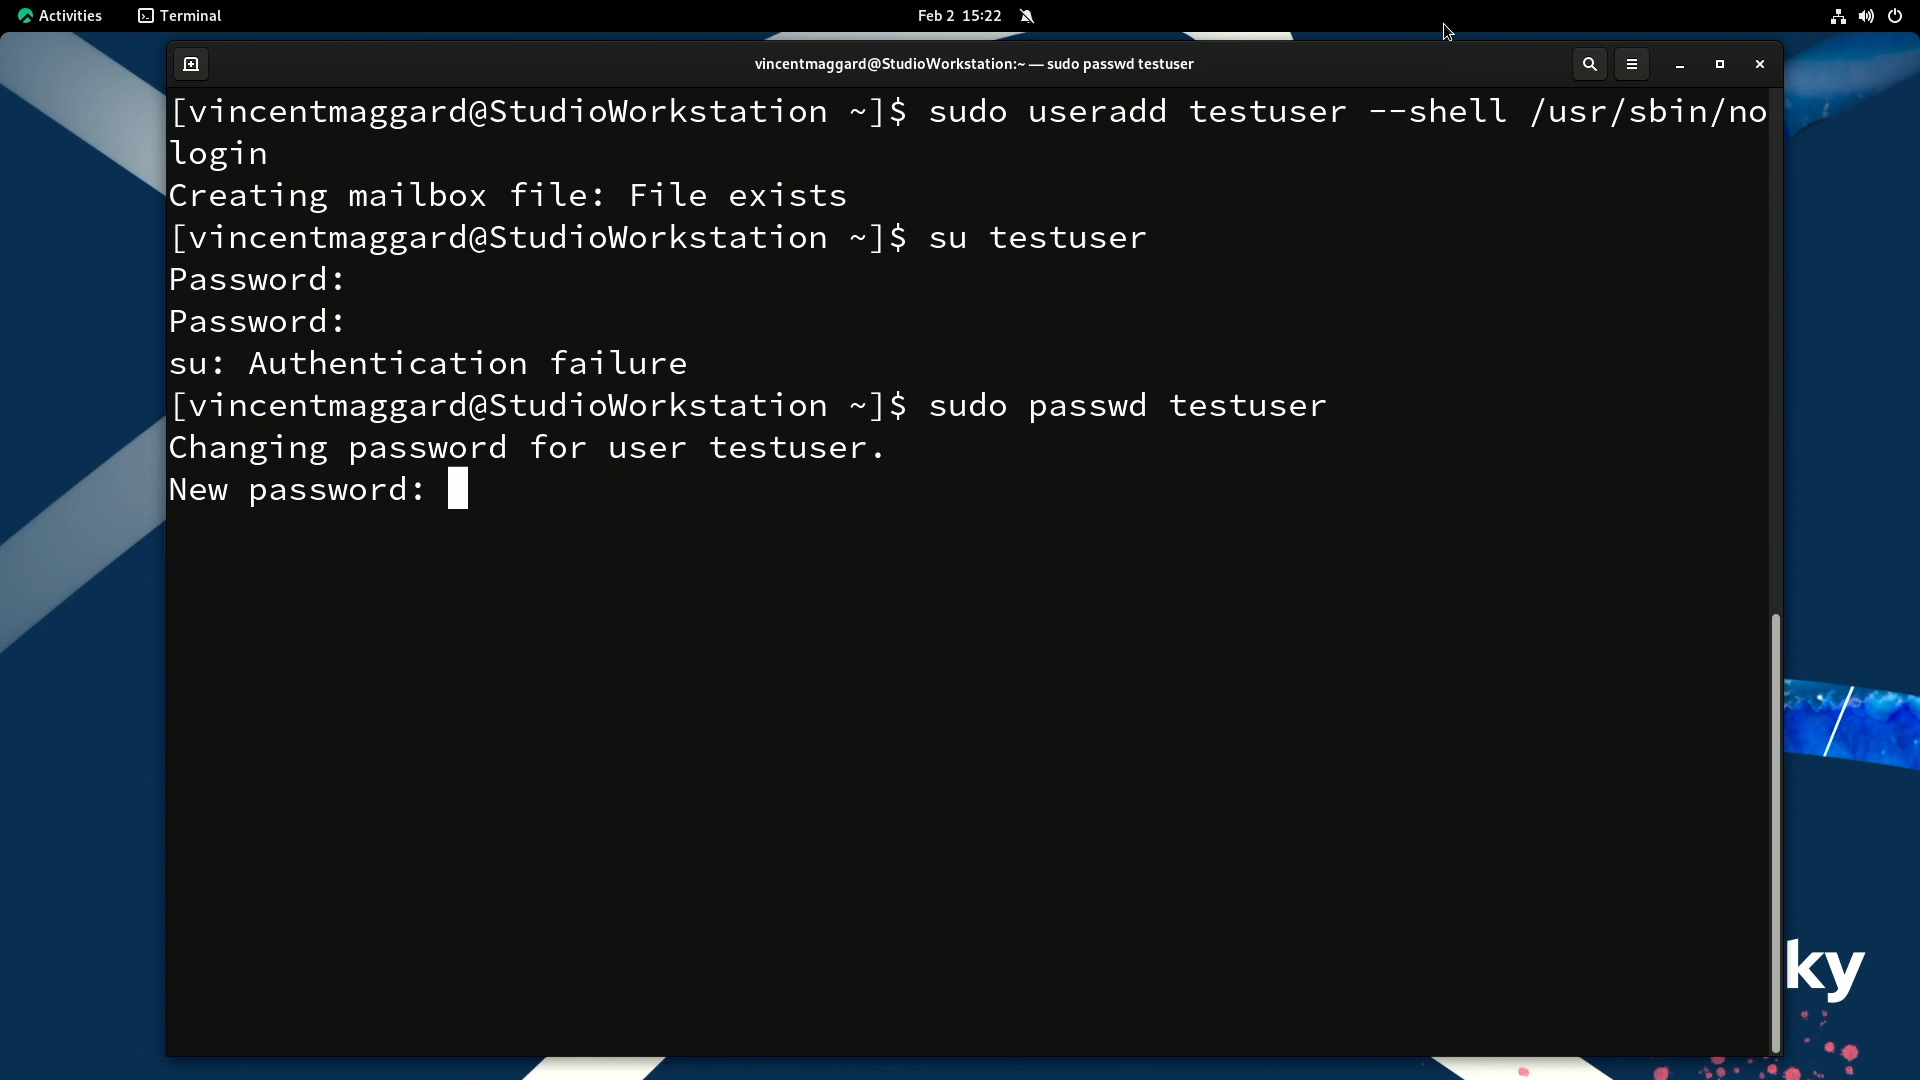 Activities Terminal Feb 2 15:22
vincentmaggard@StudioWorkstation:~ — sudo passwd testuser
[vincentmaggard@StudioWorkstation ~]$ sudo useradd testuser --shell /usr/sbin/no
login
Creating mailbox file: File exists
[vincentmaggard@StudioWorkstation ~]$ su testuser
Password:
Password:
su: Authentication failure
[vincentmaggard@StudioWorkstation ~]$ sudo passwd testuser
Changing password for user testuser.
New password:
ky